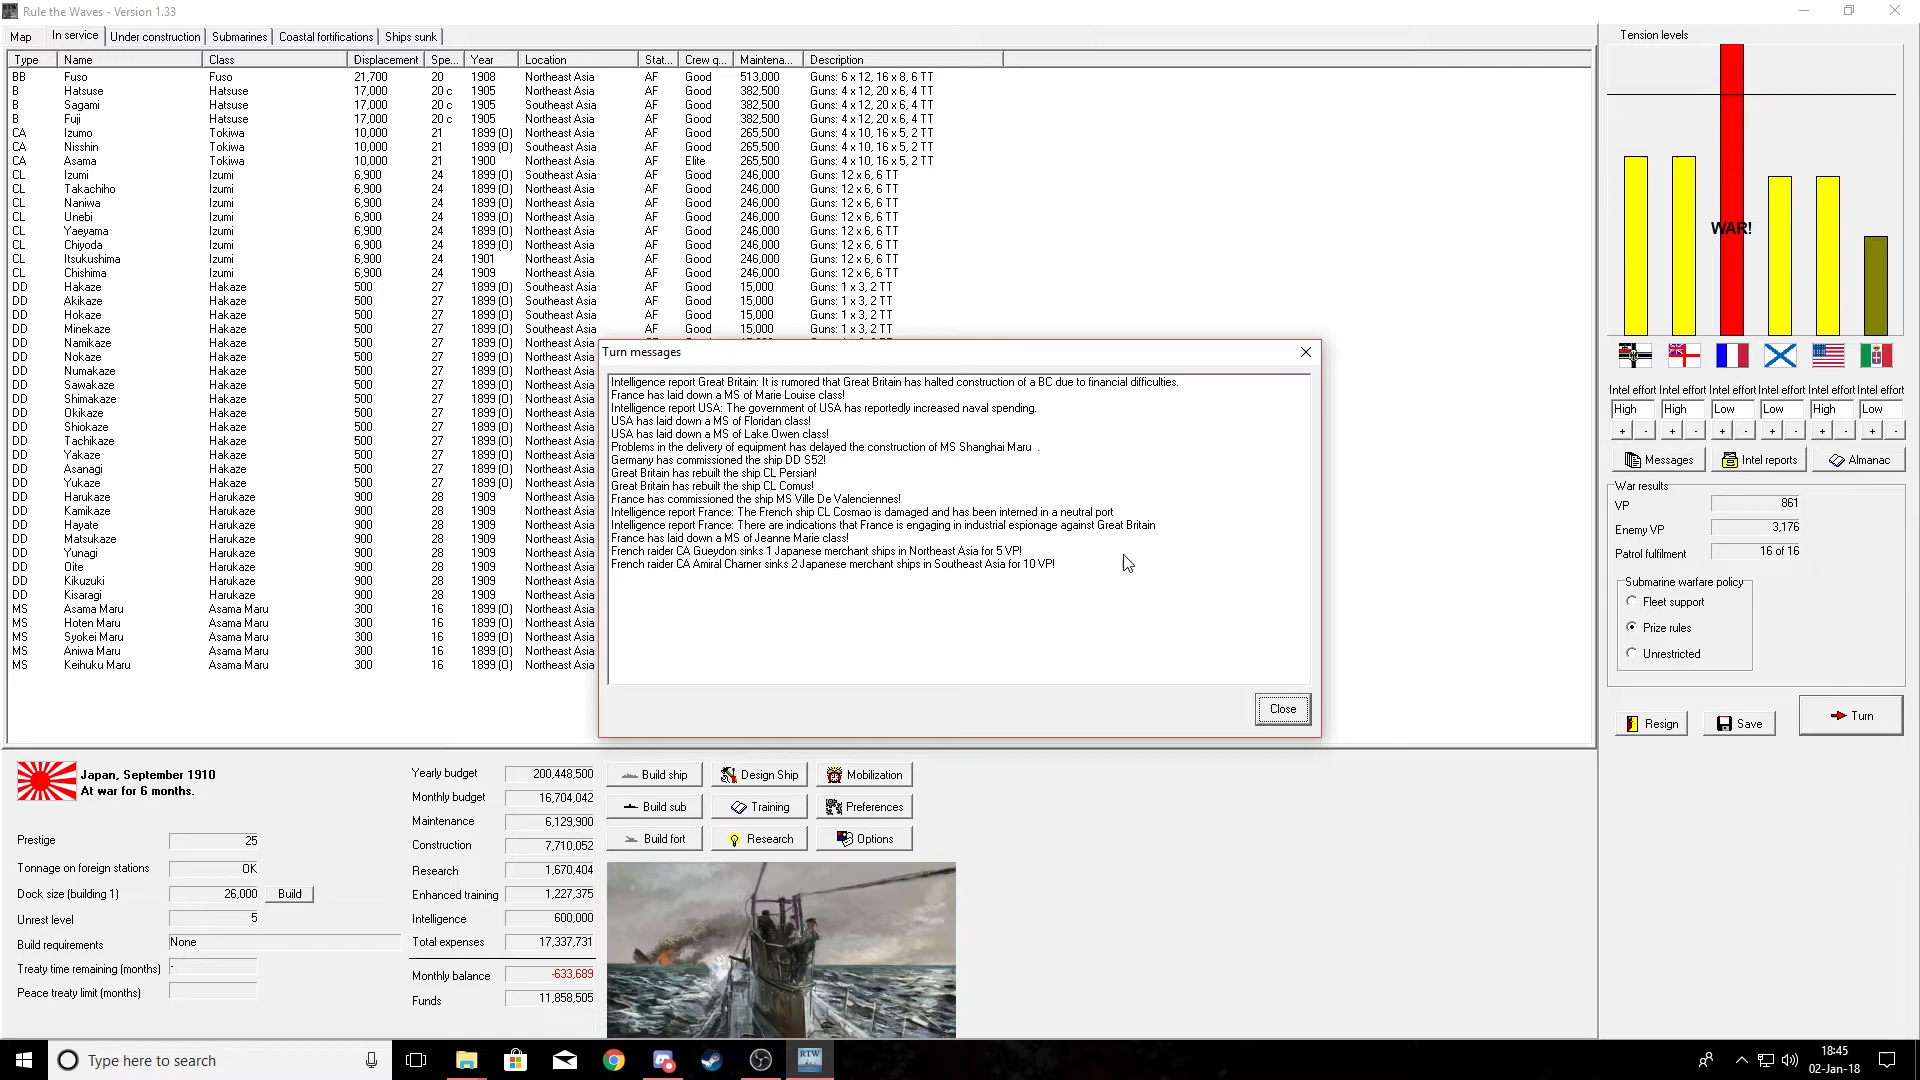 Rule the Waves - Version 1.33
Map In service Under construction Submarines Coastal fortifications Ships sunk
Type Name Class Displacement Spe... Year Location Stat... Crew q... Maintena... Description
BB Fuso Fuso 21,700 20 1908 Northeast Asia AF Good 513,000 Guns: 6 x 12, 16 x 8, 6 TT
B Hatsuse Hatsuse 17,000 20 c 1905 Northeast Asia AF Good 382,500 Guns: 4 x 12, 20 x 6, 4 TT
B Sagami Hatsuse 17,000 20 c 1905 Southeast Asia AF Good 382,500 Guns: 4 x 12, 20 x 6, 4 TT
B Fuji Hatsuse 17,000 20 c 1905 Northeast Asia AF Good 382,500 Guns: 4 x 12, 20 x 6, 4 TT
CA Izumo Tokiwa 10,000 21 1899 (O) Northeast Asia AF Good 265,500 Guns: 4 x 10, 16 x 5, 2 TT
CA Nisshin Tokiwa 10,000 21 1899 (O) Southeast Asia AF Good 265,500 Guns: 4 x 10, 16 x 5, 2 TT
CA Asama Tokiwa 10,000 21 1900 Northeast Asia AF Elite 265,500 Guns: 4 x 10, 16 x 5, 2 TT
CL Izumi Izumi 6,900 24 1899 (O) Southeast Asia AF Good 246,000 Guns: 12 x 6, 6 TT
CL Takachiho Izumi 6,900 24 1899 (O) Northeast Asia AF Good 246,000 Guns: 12 x 6, 6 TT
CL Naniwa Izumi 6,900 24 1899 (O) Northeast Asia AF Good 246,000 Guns: 12 x 6, 6 TT
CL Unebi Izumi 6,900 24 1899 (O) Northeast Asia AF Good 246,000 Guns: 12 x 6, 6 TT
CL Yaeyama Izumi 6,900 24 1899 (O) Northeast Asia AF Good 246,000 Guns: 12 x 6, 6 TT
CL Chiyoda Izumi 6,900 24 1899 (O) Northeast Asia AF Good 246,000 Guns: 12 x 6, 6 TT
CL Itsukushima Izumi 6,900 24 1901 Northeast Asia AF Good 246,000 Guns: 12 x 6, 6 TT
CL Chishima Izumi 6,900 24 1909 Northeast Asia AF Good 246,000 Guns: 12 x 6, 6 TT
DD Hakaze Hakaze 500 27 1899 (O) Southeast Asia AF Good 15,000 Guns: 1 x 3, 2 TT
DD Akikaze Hakaze 500 27 1899 (O) Southeast Asia AF Good 15,000 Guns: 1 x 3, 2 TT
DD Hokaze Hakaze 500 27 1899 (O) Southeast Asia AF Good 15,000 Guns: 1 x 3, 2 TT
DD Minekaze Hakaze 500 27 1899 (O) Southeast Asia AF Good 15,000 Guns: 1 x 3, 2 TT
DD Namikaze Hakaze 500 27 1899 (O) Northeast Asia
DD Nokaze Hakaze 500 27 1899 (O) Northeast Asia
DD Numakaze Hakaze 500 27 1899 (O) Northeast Asia
DD Sawakaze Hakaze 500 27 1899 (O) Northeast Asia
DD Shimakaze Hakaze 500 27 1899 (O) Northeast Asia
DD Okikaze Hakaze 500 27 1899 (O) Northeast Asia
DD Shiokaze Hakaze 500 27 1899 (O) Northeast Asia
DD Tachikaze Hakaze 500 27 1899 (O) Northeast Asia
DD Yakaze Hakaze 500 27 1899 (O) Northeast Asia
DD Asanagi Hakaze 500 27 1899 (O) Northeast Asia
DD Yukaze Hakaze 500 27 1899 (O) Northeast Asia
DD Harukaze Harukaze 900 28 1909 Northeast Asia
DD Kamikaze Harukaze 900 28 1909 Northeast Asia
DD Hayate Harukaze 900 28 1909 Northeast Asia
DD Matsukaze Harukaze 900 28 1909 Northeast Asia
DD Yunagi Harukaze 900 28 1909 Northeast Asia
DD Oite Harukaze 900 28 1909 Northeast Asia
DD Kikuzuki Harukaze 900 28 1909 Northeast Asia
DD Kisaragi Harukaze 900 28 1909 Northeast Asia
MS Asama Maru Asama Maru 300 16 1899 (O) Northeast Asia
MS Hoten Maru Asama Maru 300 16 1899 (O) Northeast Asia
MS Syokei Maru Asama Maru 300 16 1899 (O) Northeast Asia
MS Aniwa Maru Asama Maru 300 16 1899 (O) Northeast Asia
MS Keihuku Maru Asama Maru 300 16 1899 (O) Northeast Asia
Turn messages
Intelligence report Great Britain: It is rumored that Great Britain has halted construction of a BC due to financial difficulties.
France has laid down a MS of Marie Louise class!
Intelligence report USA: The government of USA has reportedly increased naval spending.
USA has laid down a MS of Floridan class!
USA has laid down a MS of Lake Owen class!
Problems in the delivery of equipment has delayed the construction of MS Shanghai Maru .
Germany has commissioned the ship DD S52!
Great Britain has rebuilt the ship CL Persian!
Great Britain has rebuilt the ship CL Comus!
France has commissioned the ship MS Ville De Valenciennes!
Intelligence report France: The French ship CL Cosmao is damaged and has been interned in a neutral port
Intelligence report France: There are indications that France is engaging in industrial espionage against Great Britain
France has laid down a MS of Jeanne Marie class!
French raider CA Gueydon sinks 1 Japanese merchant ships in Northeast Asia for 5 VP!
French raider CA Amiral Charner sinks 2 Japanese merchant ships in Southeast Asia for 10 VP!
Close
Tension levels
WAR!
Intel effort Intel effort Intel effort Intel effort Intel effort Intel effort
High High Low Low High Low
+ - + - + - + - + - + -
Messages Intel reports Almanac
War results
VP 861
Enemy VP 3,176
Patrol fulfilment 16 of 16
Submarine warfare policy
Fleet support
Prize rules
Unrestricted
Resign Save Turn
Japan, September 1910
At war for 6 months.
Prestige 25
Tonnage on foreign stations OK
Dock size (building 1) 26,000 Build
Unrest level 5
Build requirements None
Treaty time remaining (months) -
Peace treaty limit (months)
Yearly budget 200,448,500
Monthly budget 16,704,042
Maintenance 6,129,900
Construction 7,710,052
Research 1,670,404
Enhanced training 1,227,375
Intelligence 600,000
Total expenses 17,337,731
Monthly balance -633,689
Funds 11,858,505
Build ship Design Ship Mobilization
Build sub Training Preferences
Build fort Research Options
Type here to search
RTW
18:45
02-Jan-18